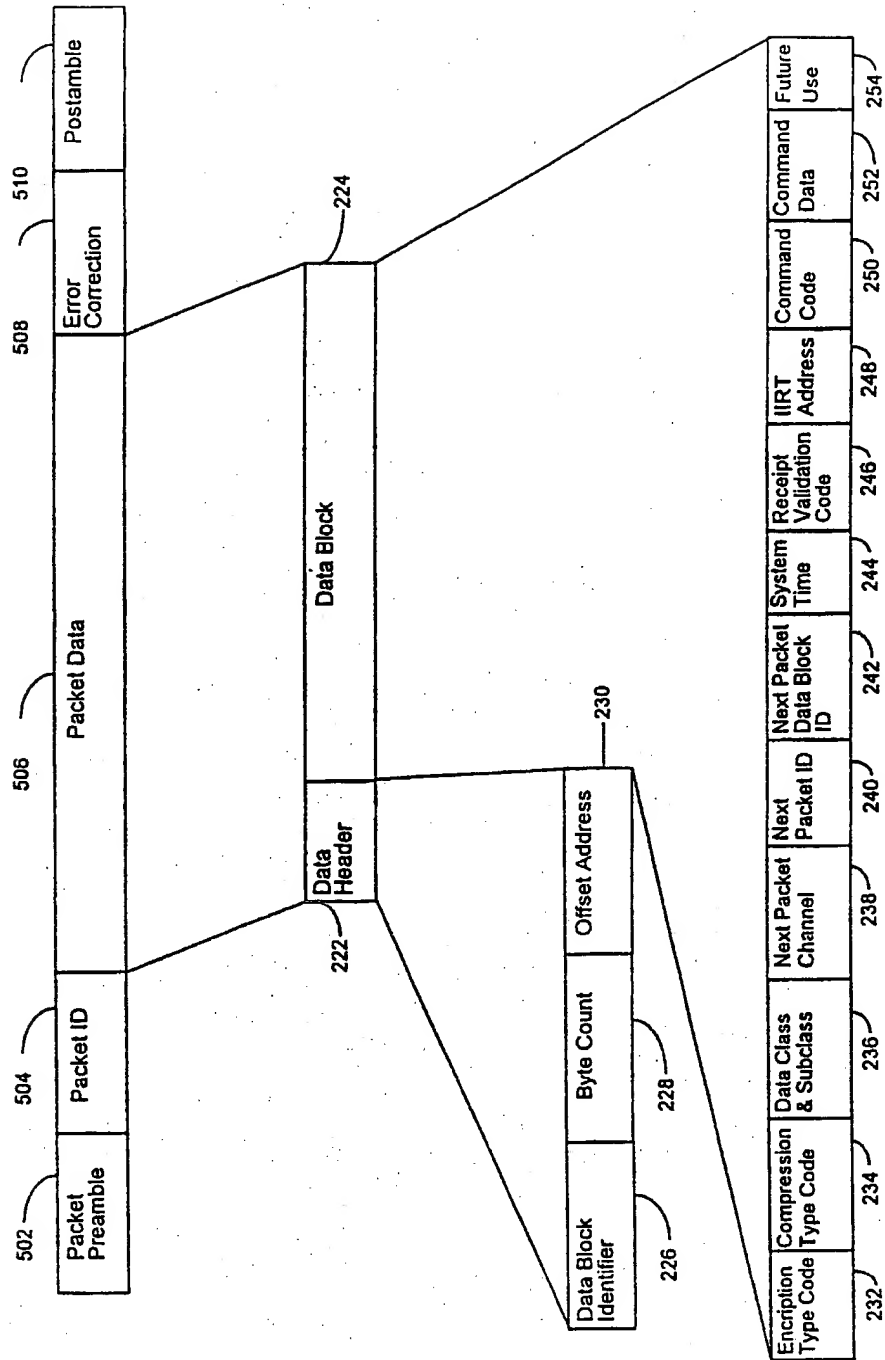 502
504
506
508
510
Packet
Preamble
Packet ID
Packet Data
Error
Correction
Postamble
Data
Header
Data Block
222
224
Data Block
Identifier
Byte Count
Offset Address
226
228
230
Encription
Type Code
Compression
Type Code
Data Class
& Subclass
Next Packet
Channel
Next
Packet ID
Next Packet
Data Block
ID
System
Time
Receipt
Validation
Code
IIRT
Address
Command
Code
Command
Data
Future
Use
232
234
236
238
240
242
244
246
248
250
252
254